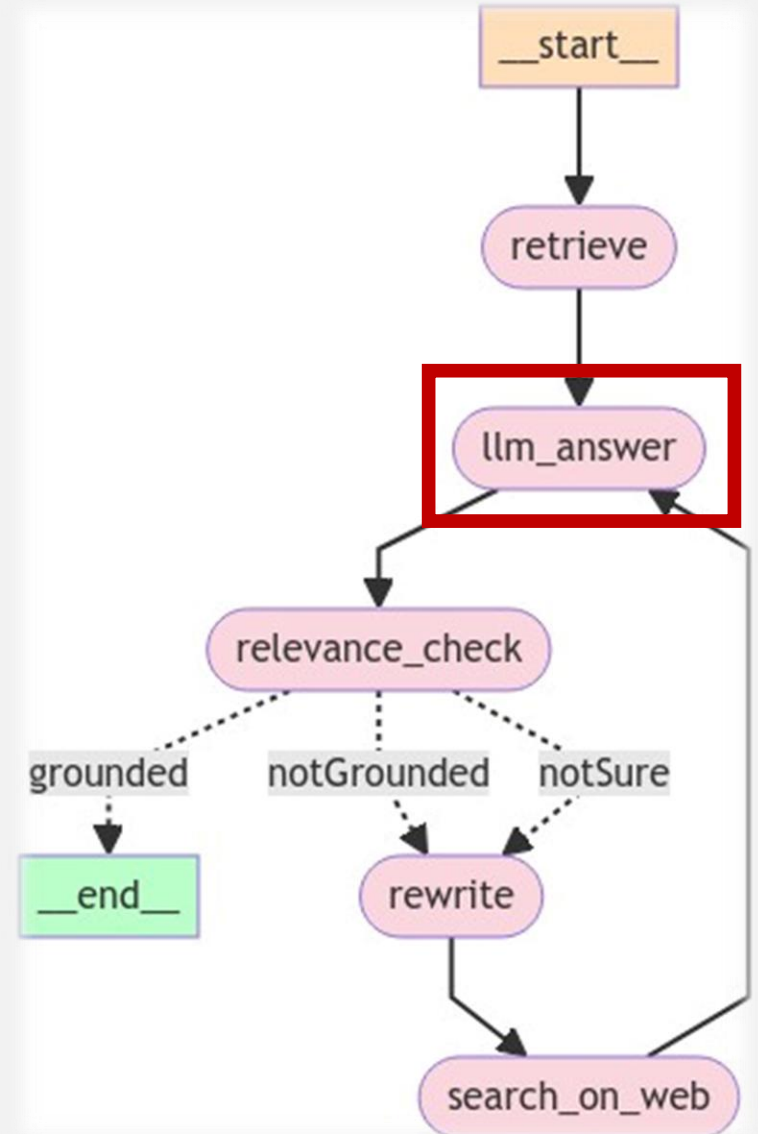 __start__
retrieve
llm_answer
relevance_check
grounded
notGrounded
notSure
__end__
rewrite
search_on_web